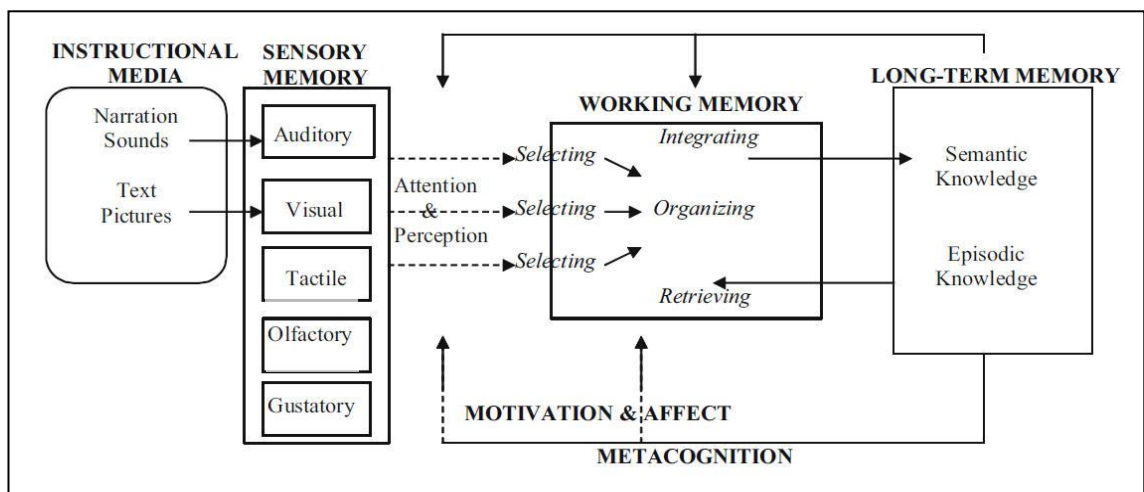 INSTRUCTIONAL
MEDIA
Narration
Sounds
Text
Pictures
SENSORY
MEMORY
Auditory
Visual
Tactile
Olfactory
Gustatory
Attention
&
Perception
Selecting
Selecting
Selecting
WORKING MEMORY
Integrating
Organizing
Retrieving
LONG-TERM MEMORY
Semantic
Knowledge
Episodic
Knowledge
MOTIVATION & AFFECT
METACOGNITION